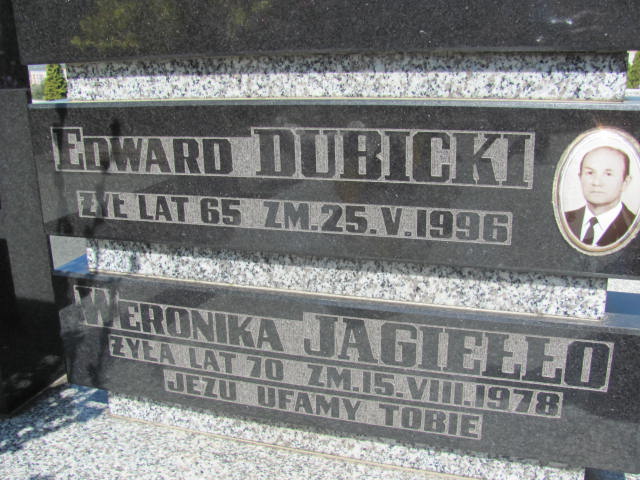 EDWARD DUBICKI
ŻYŁ LAT 65 ZM.25.V.1996
WERONIKA JAGIEŁŁO
ŻYŁA LAT 70 ZM.15.VIII.1978
JEZU UFAMY TOBIE